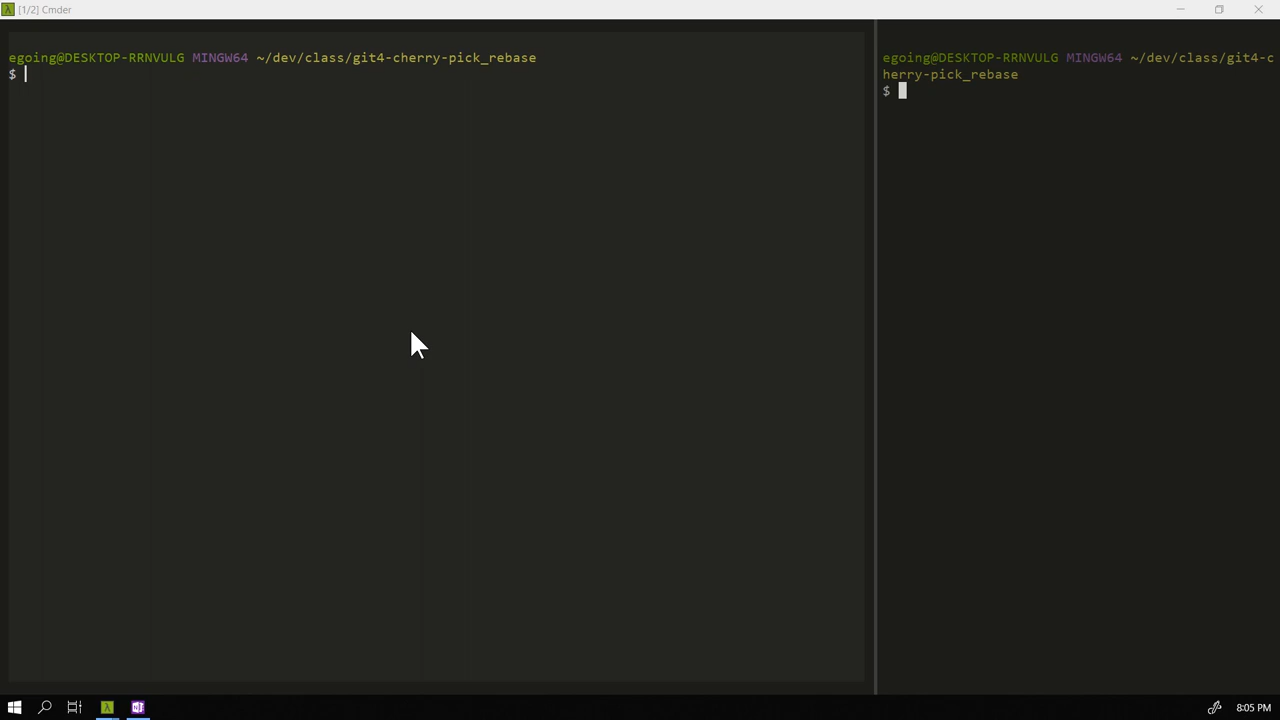 [1/2] Cmder
egoing@DESKTOP-RRNVULG MINGW64 ~/dev/class/git4-cherry-pick_rebase
$
egoing@DESKTOP-RRNVULG MINGW64 ~/dev/class/git4-c
herry-pick_rebase
$
8:05 PM